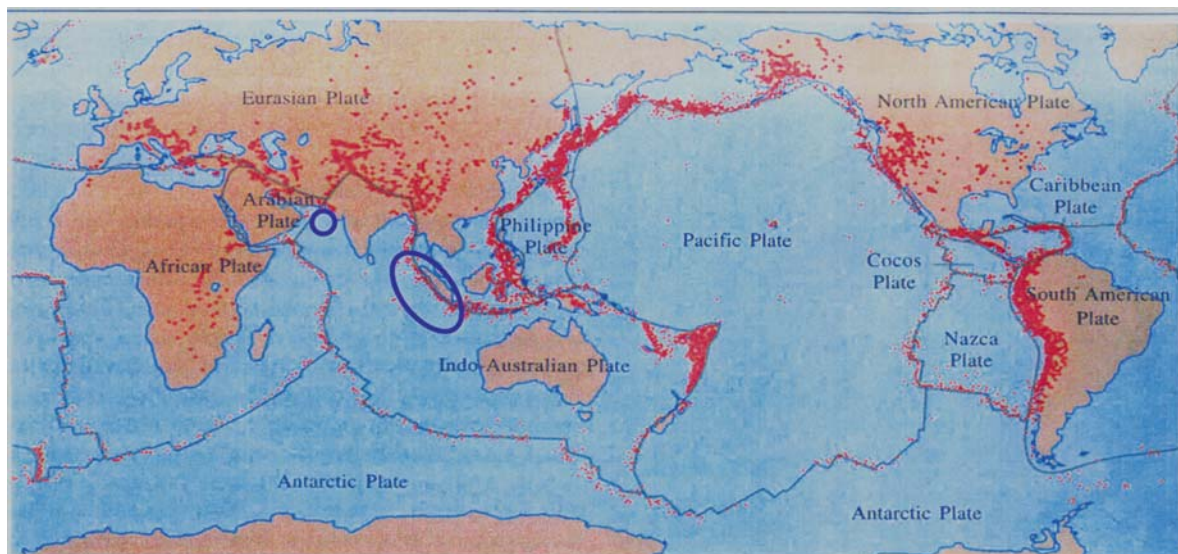 Eurasian Plate
North American Plate
Arabian
Plate
Caribbean
Plate
Philippine
Plate
Pacific Plate
African Plate
Cocos
Plate
South American
Plate
Nazca
Plate
Indo-Australian Plate
Antarctic Plate
Antarctic Plate